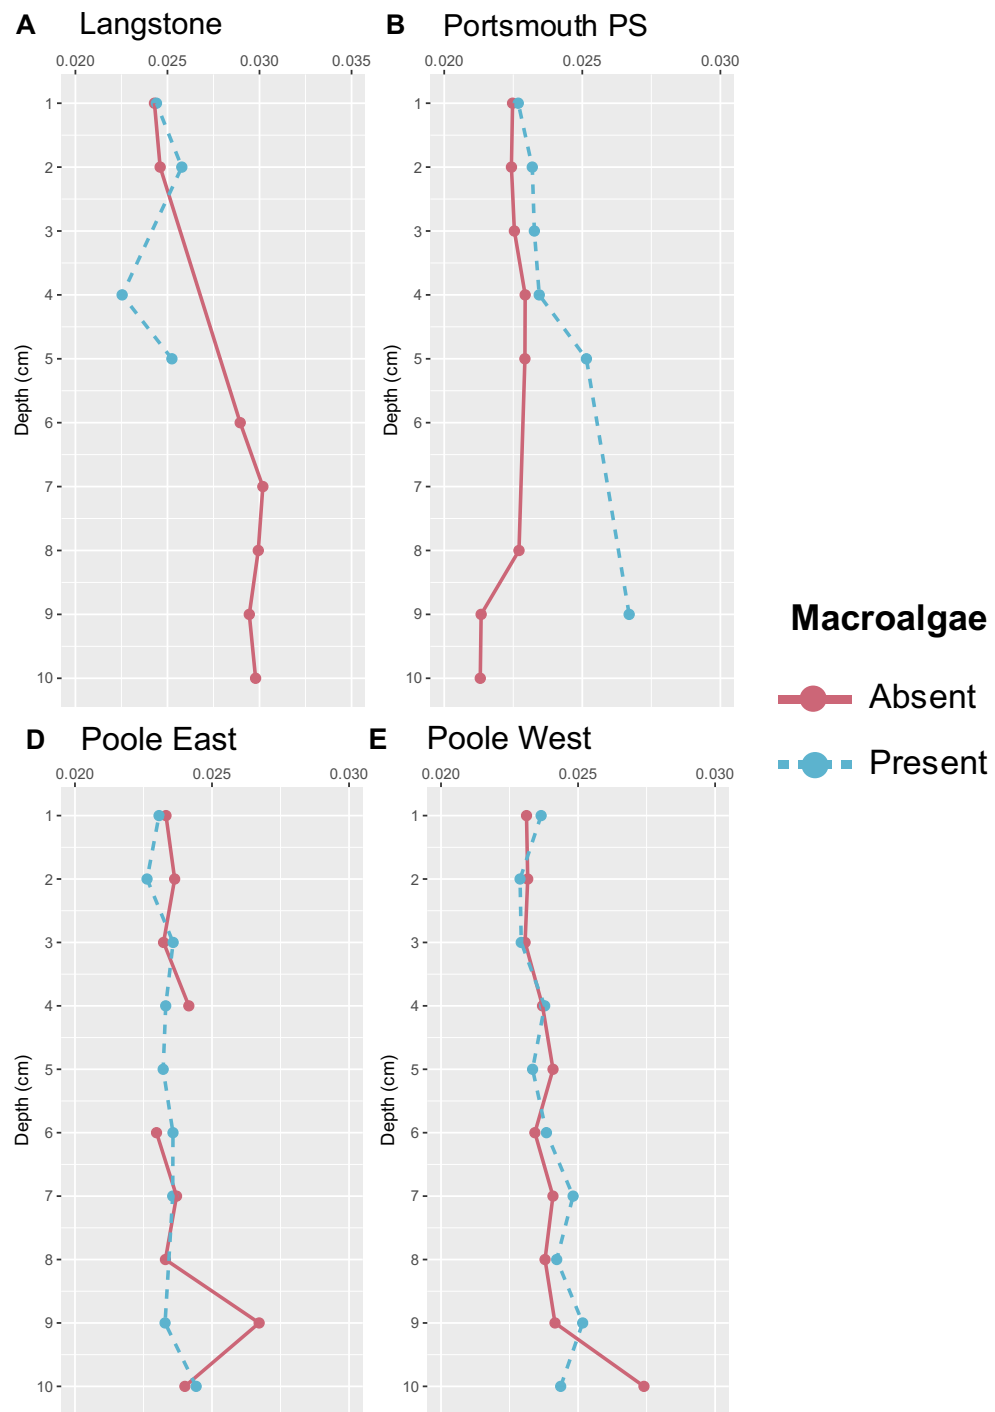 A Langstone
0.020 0.025 0.030 0.035
1
2
3
4
5
6
7
8
9
10
Depth (cm)
B Portsmouth PS
0.020 0.025 0.030
1
2
3
4
5
6
7
8
9
10
Depth (cm)
Macroalgae
Absent
Present
D Poole East
0.020 0.025 0.030
1
2
3
4
5
6
7
8
9
10
Depth (cm)
E Poole West
0.020 0.025 0.030
1
2
3
4
5
6
7
8
9
10
Depth (cm)